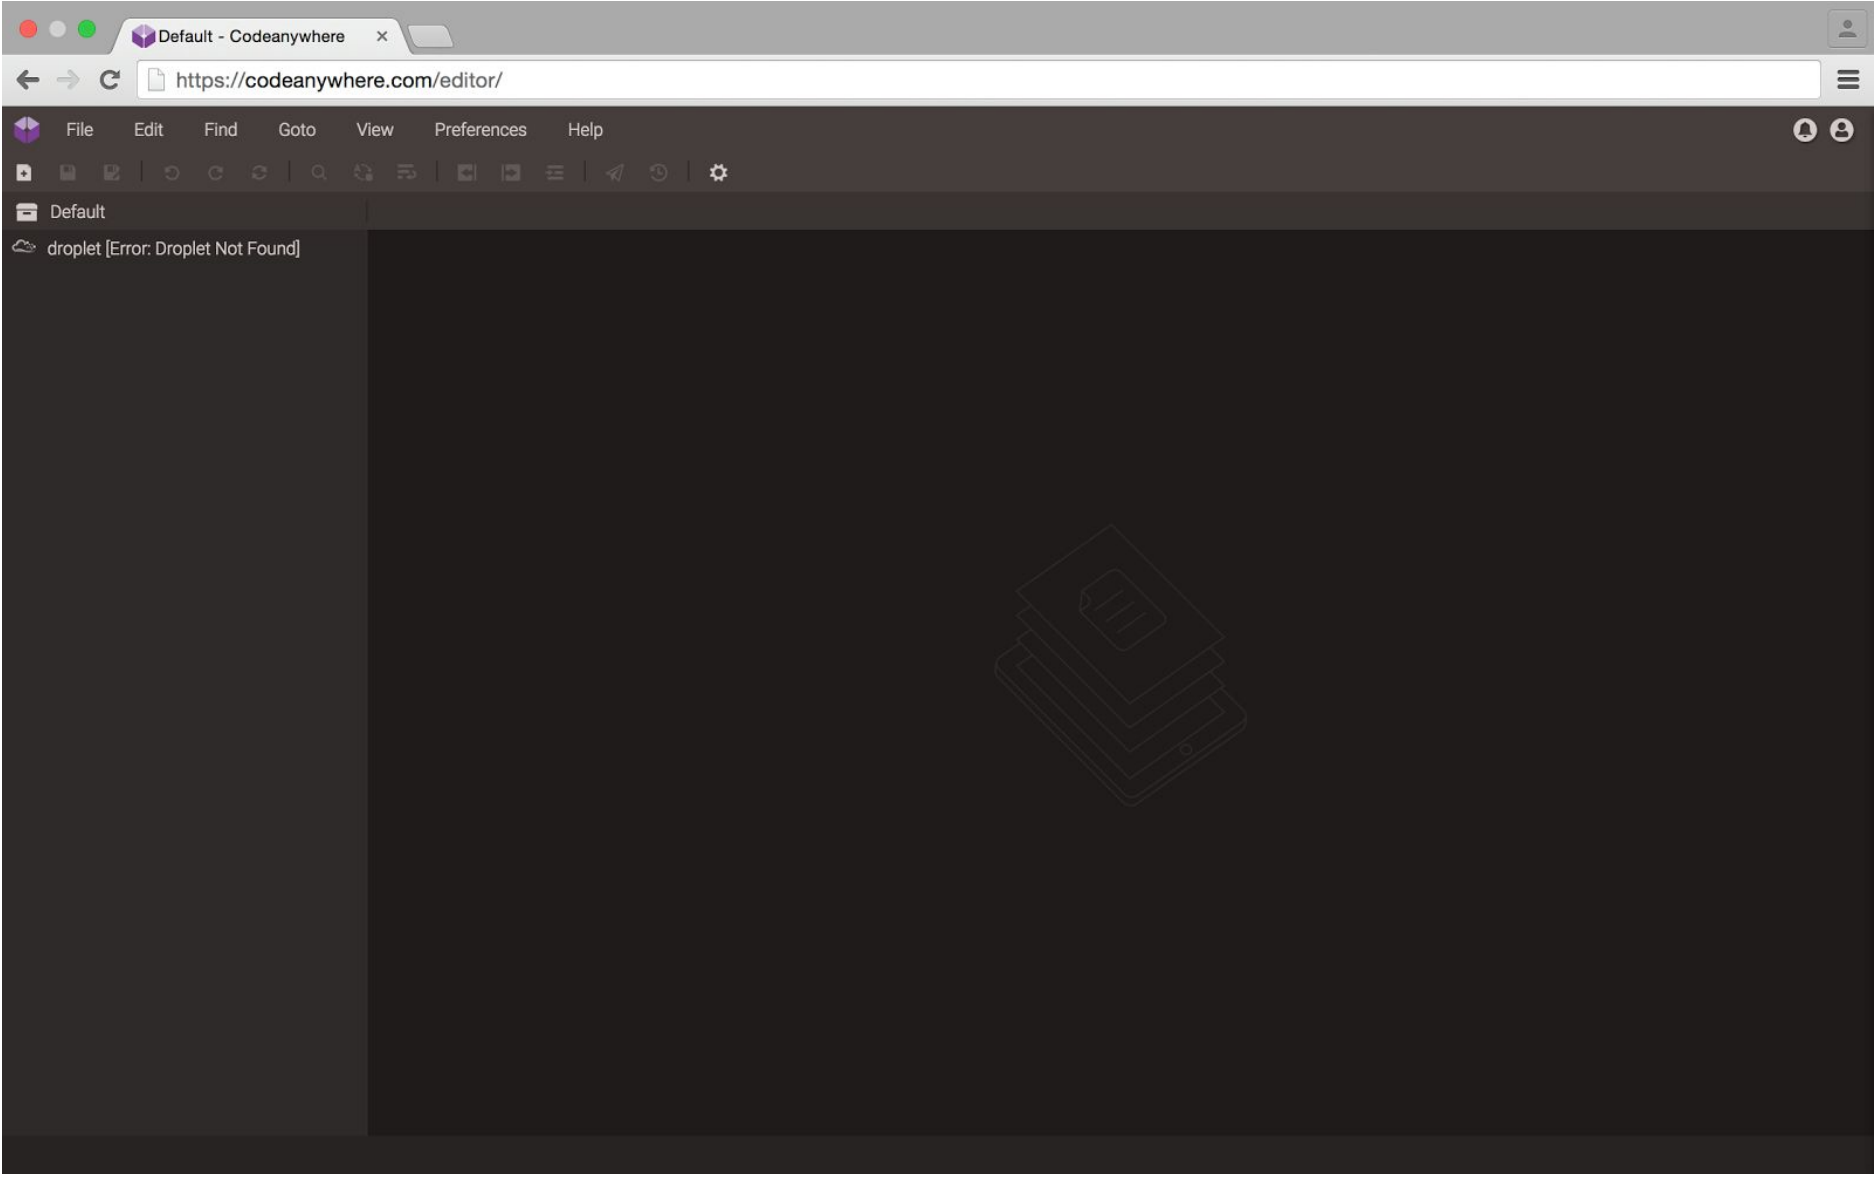 Default - Codeanywhere
https://codeanywhere.com/editor/
File Edit Find Goto View Preferences Help
Default
droplet [Error: Droplet Not Found]